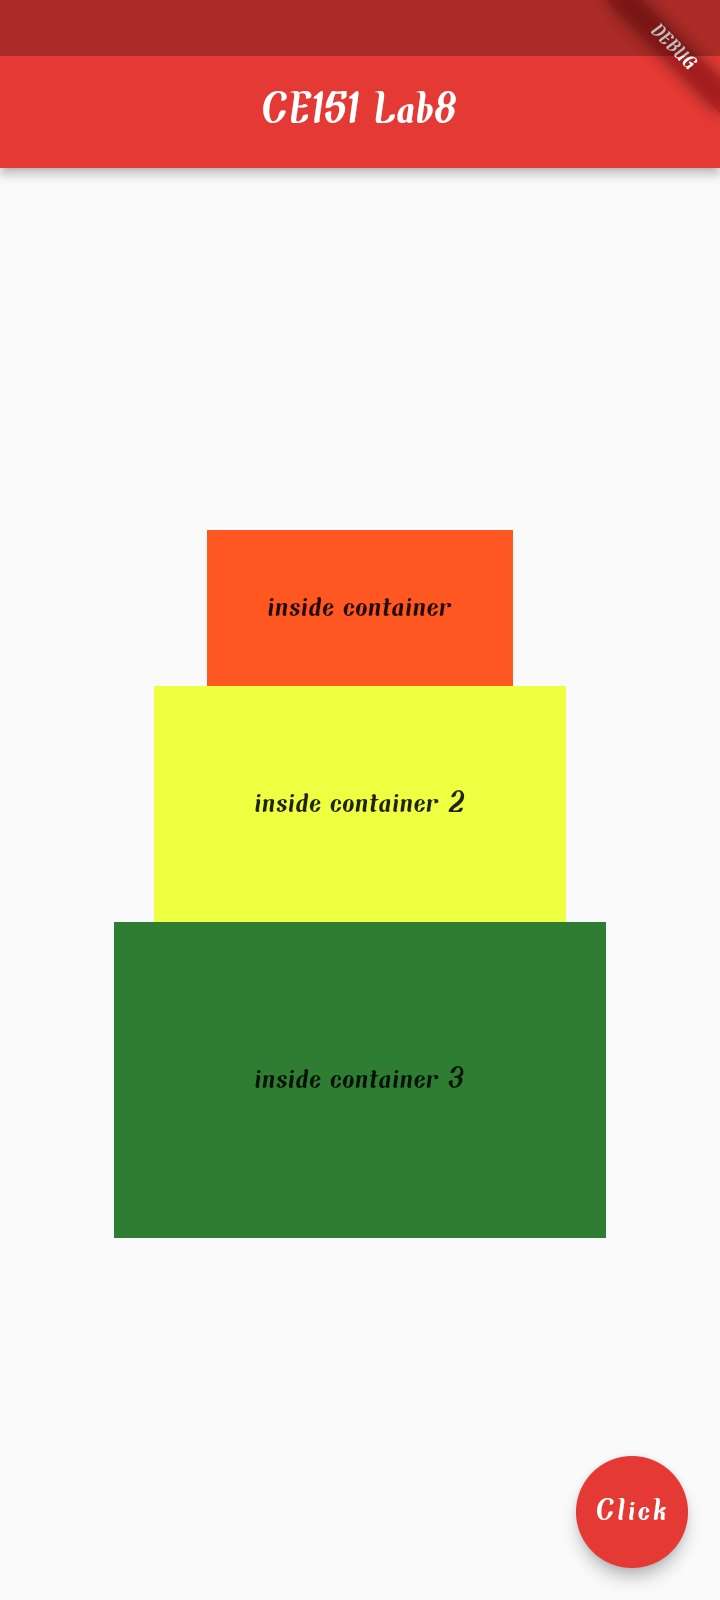 DEBUG
CE151 Lab8
inside container
inside container 2
inside container 3
Click